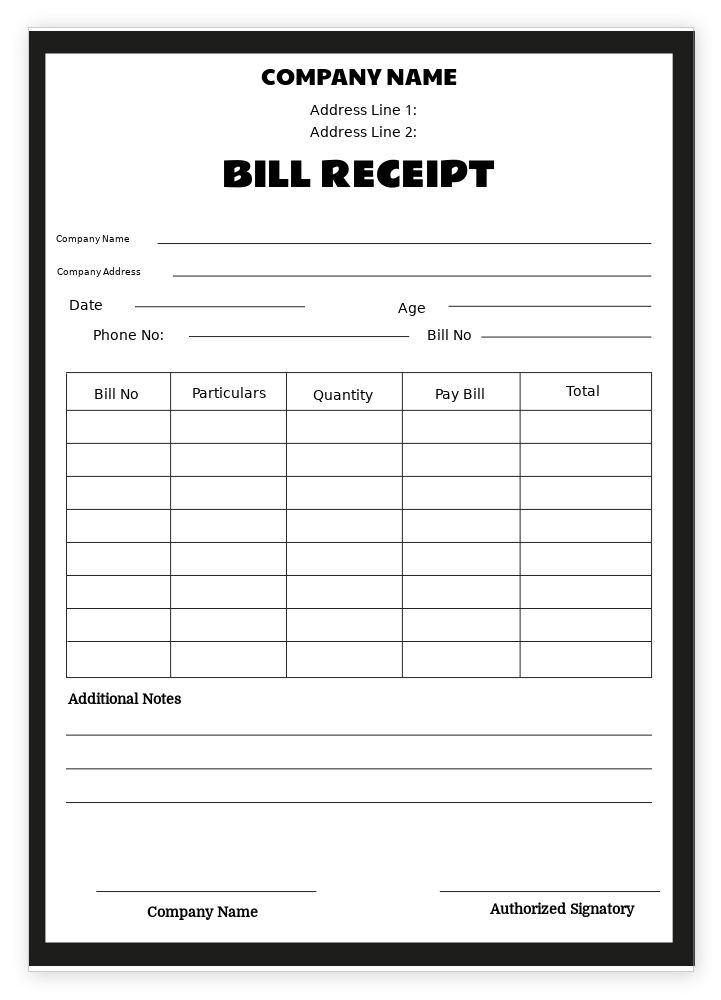 COMPANY NAME
Address Line 1:
Address Line 2:
BILL RECEIPT
Company Name
Company Address
Date Age
Phone No: Bill No
Bill No Particulars Quantity Pay Bill Total
Additional Notes
Company Name Authorized Signatory